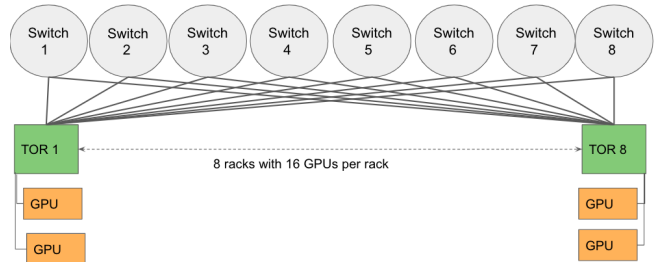 Switch
1
Switch
2
Switch
3
Switch
4
Switch
5
Switch
6
Switch
7
Switch
8
TOR 1
8 racks with 16 GPUs per rack
TOR 8
GPU
GPU
GPU
GPU